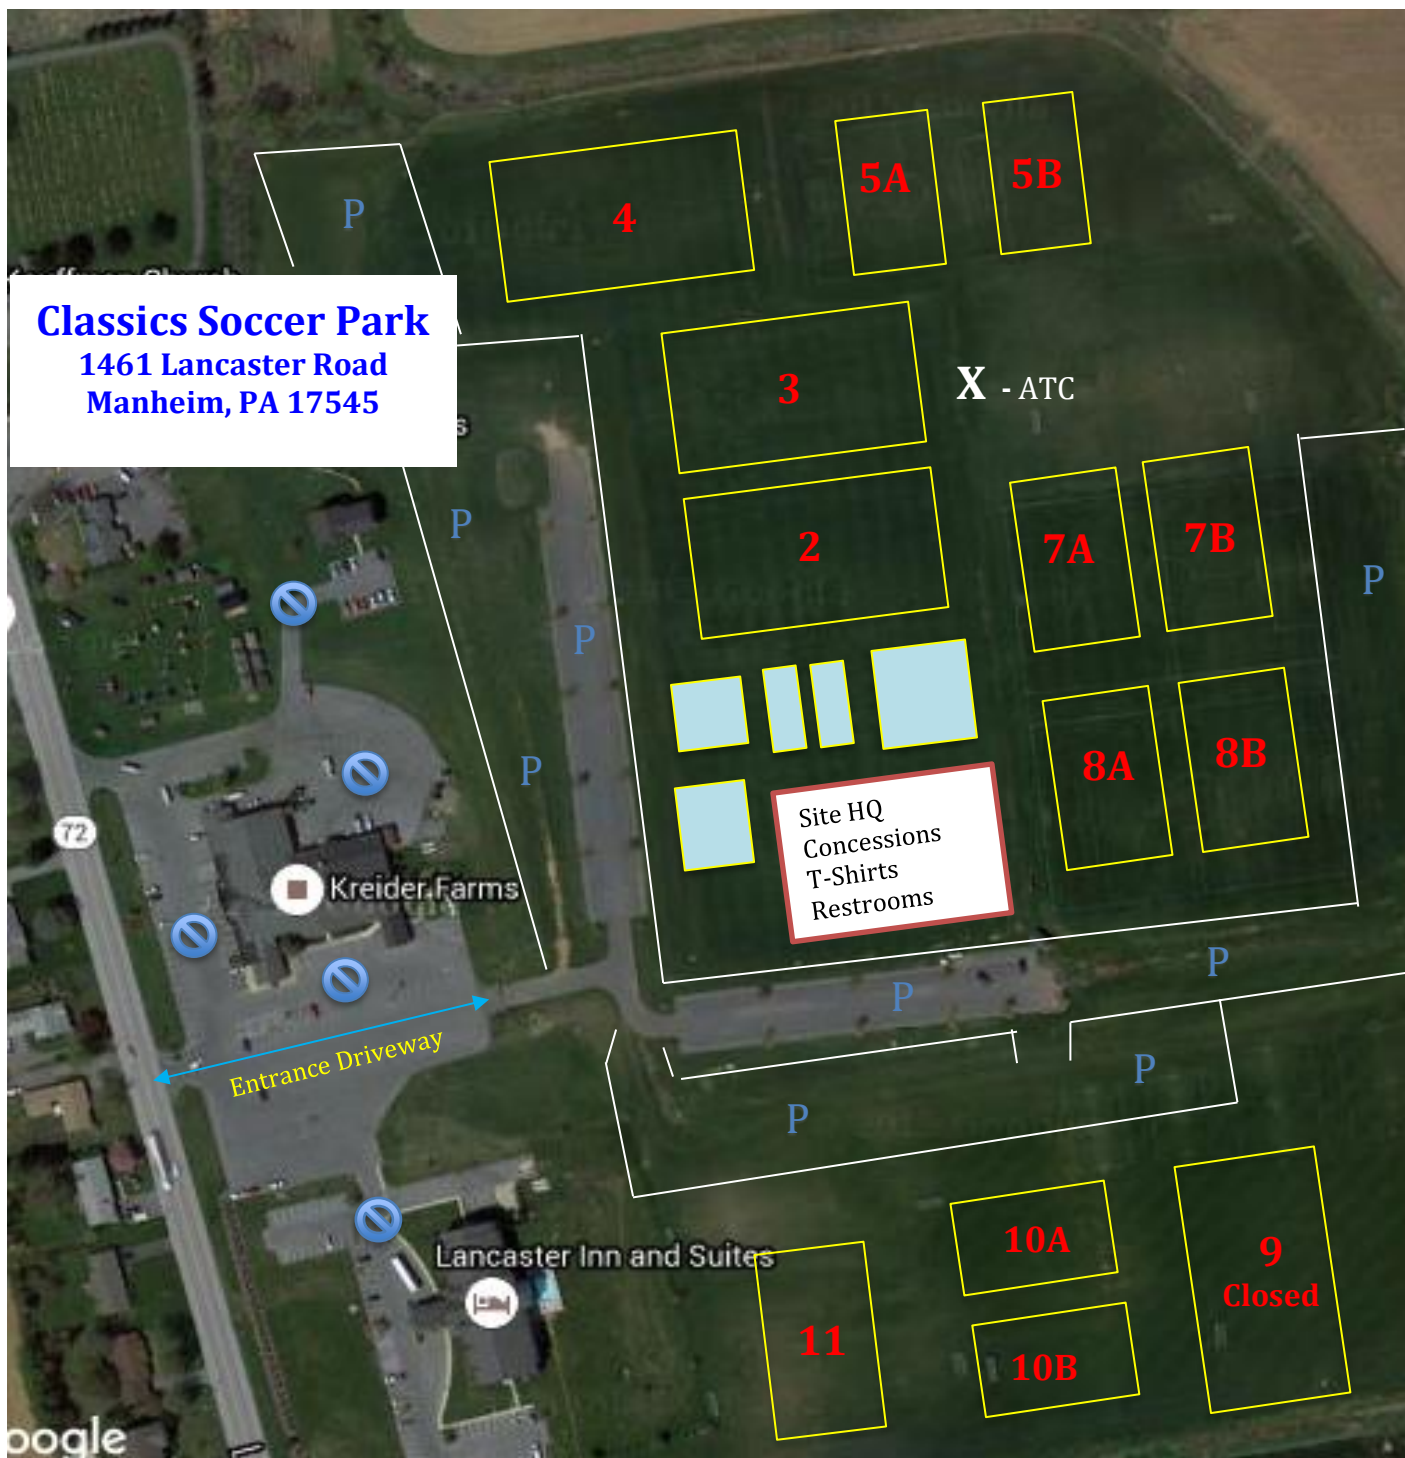 5A
5B
P
4
Classics Soccer Park
1461 Lancaster Road
Manheim, PA 17545
3
X - ATC
s
P
2
7A
7B
P
P
P
8A
8B
Site HQ
Concessions
T-Shirts
Restrooms
72
Kreider Farms
P
P
Entrance Driveway
P
P
Lancaster Inn and Suites
10A
9
Closed
11
10B
oogle